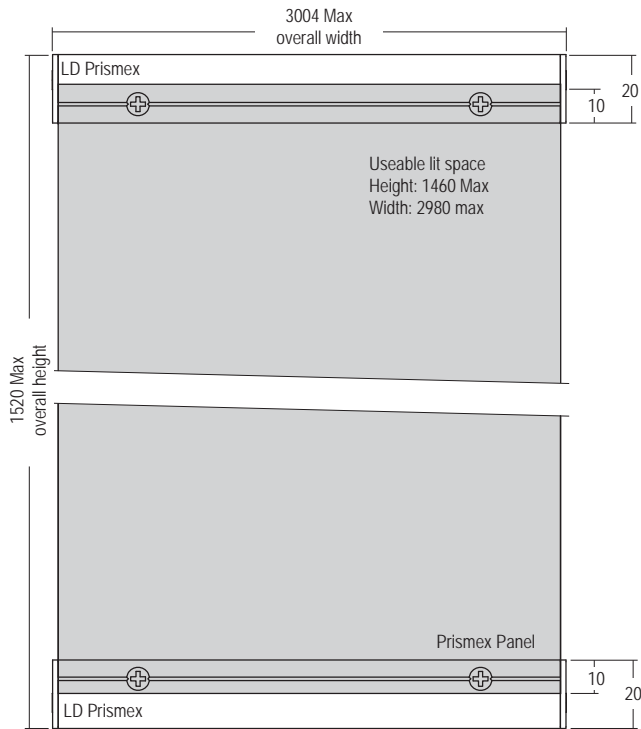 3004 Max
overall width
LD Prismex
20
10
Useable lit space
Height: 1460 Max
Width: 2980 max
1520 Max
overall height
Prismex Panel
10
20
LD Prismex